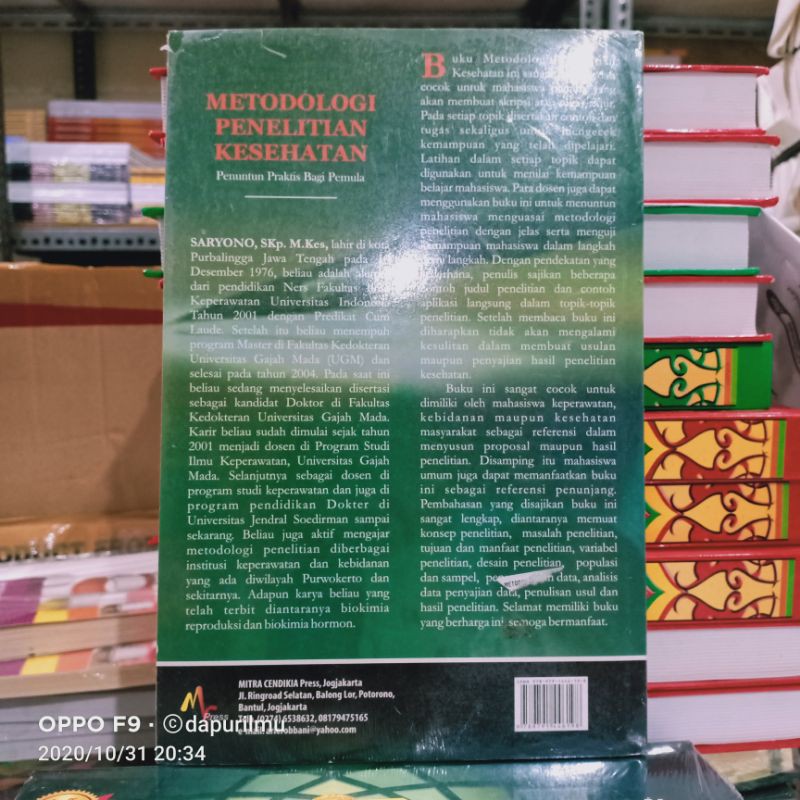 METODOLOGI
PENELITIAN
KESEHATAN
Penuntun Praktis Bagi Pemula
SARYONO, SKp. M.Kes, lahir di kota
Purbalingga Jawa Tengah pada
Desember 1976, beliau adalah
dari pendidikan Ners Fakultas
Keperawatan Universitas Indonesia
Tahun 2001 dengan Predikat Cum
Laude. Setelah itu beliau menempuh
program Master di Fakultas Kedokteran
Universitas Gajah Mada (UGM) dan
selesai pada tahun 2004. Pada saat ini
beliau sedang menyelesaikan disertasi
sebagai kandidat Doktor di Fakultas
Kedokteran Universitas Gajah Mada.
Karir beliau sudah dimulai sejak tahun
2001 menjadi dosen di Program Studi
Ilmu Keperawatan, Universitas Gajah
Mada. Selanjutnya sebagai dosen di
program studi keperawatan dan juga di
program pendidikan Dokter di
Universitas Jendral Soedirman sampai
sekarang. Beliau juga aktif mengajar
metodologi penelitian diberbagai
institusi keperawatan dan kebidanan
yang ada diwilayah Purwokerto dan
sekitarnya. Adapun karya beliau yang
telah terbit diantaranya biokimia
reproduksi dan biokimia hormon.
Buku Metodologi
Kesehatan ini
cocok untuk mahasiswa
akan membuat skripsi
Pada setiap topik disertai contoh dan
tugas sekaligus untuk mengecek
kemampuan yang telah dipelajari.
Latihan dalam setiap topik dapat
digunakan untuk menilai kemampuan
belajar mahasiswa. Para dosen juga dapat
menggunakan buku ini untuk menuntun
mahasiswa menguasai metodologi
penelitian dengan jelas serta menguji
kemampuan mahasiswa dalam langkah
langkah. Dengan pendekatan yang
sederhana, penulis sajikan beberapa
contoh judul penelitian dan contoh
aplikasi langsung dalam topik-topik
penelitian. Setelah membaca buku ini
diharapkan tidak akan mengalami
kesulitan dalam membuat usulan
maupun penyajian hasil penelitian
kesehatan.
Buku ini sangat cocok untuk
dimiliki oleh mahasiswa keperawatan,
kebidanan maupun kesehatan
masyarakat sebagai referensi dalam
menyusun proposal maupun hasil
penelitian. Disamping itu mahasiswa
umum juga dapat memanfaatkan buku
ini sebagai referensi penunjang.
Pembahasan yang disajikan buku ini
sangat lengkap, diantaranya memuat
konsep penelitian, masalah penelitian,
tujuan dan manfaat penelitian, variabel
penelitian, desain penelitian, populasi
dan sampel, data, analisis
data penyajian data, penulisan usul dan
hasil penelitian. Selamat memiliki buku
yang berharga ini semoga bermanfaat.
MITRA CENDIKIA Press, Jogjakarta
Jl. Ringroad Selatan, Balong Lor, Potorono,
Bantul, Jogjakarta
(0274) 6538632, 08179475165
Press
OPPO F9 · ©dapurilmu
2020/10/31 20:34